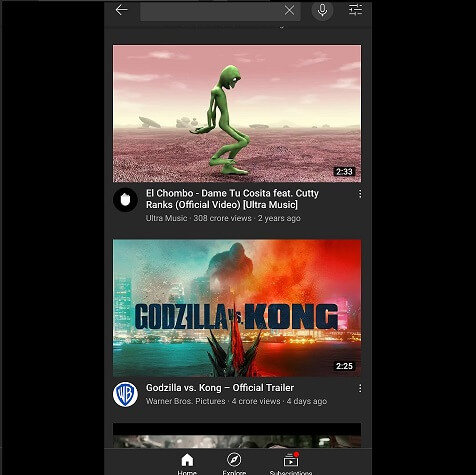 2:33
El Chombo - Dame Tu Cosita feat. Cutty
Ranks (Official Video) [Ultra Music]
Ultra Music · 308 crore views · 2 years ago
GODZILLA vs. KONG
2:25
WB
Godzilla vs. Kong – Official Trailer
Warner Bros. Pictures · 4 crore views · 4 days ago
Home
Explore
Subscriptions